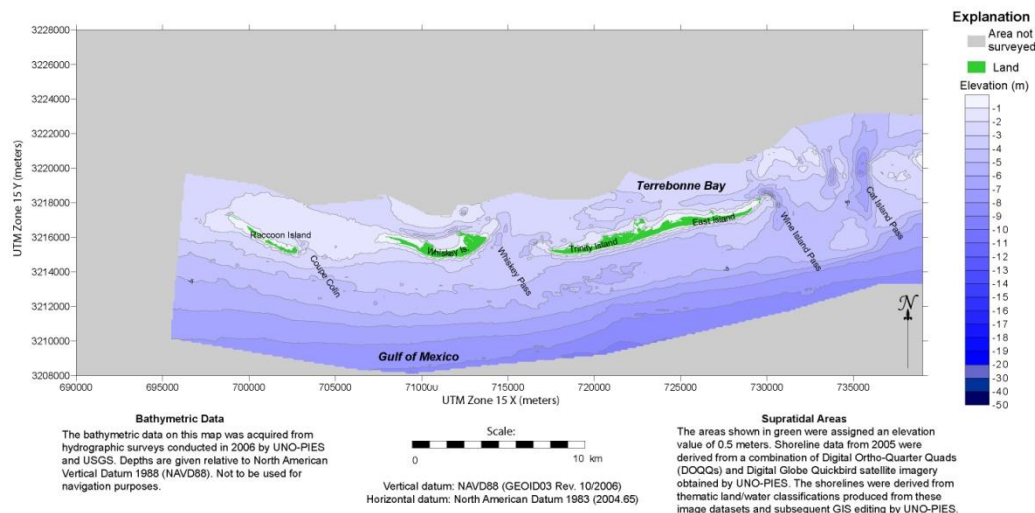 Explanation
Area not
surveyed
Land
Elevation (m)
-1
-2
-3
-4
-5
-6
-7
-8
-9
-10
-11
-12
-13
-14
-15
-17
-19
-20
-30
-40
-50
3228000
3226000
3224000
3222000
3220000
3218000
3216000
3214000
3212000
3210000
3208000
UTM Zone 15 Y (meters)
Terrebonne Bay
Raccoon Island
Coupe Colin
Whiskey Is
Whiskey Pass
Trinity Island
East Island
Wine Island Pass
Cat Island Pass
Gulf of Mexico
N
690000
695000
700000
705000
710000
715000
720000
725000
730000
735000
UTM Zone 15 X (meters)
Bathymetric Data
The bathymetric data on this map was acquired from
hydrographic surveys conducted in 2006 by UNO-PIES
and USGS. Depths are given relative to North American
Vertical Datum 1988 (NAVD88). Not to be used for
navigation purposes.
Scale:
0
10 km
Vertical datum: NAVD88 (GEOID03 Rev. 10/2006)
Horizontal datum: North American Datum 1983 (2004.65)
Supratidal Areas
The areas shown in green were assigned an elevation
value of 0.5 meters. Shoreline data from 2005 were
derived from a combination of Digital Ortho-Quarter Quads
(DOQQs) and Digital Globe Quickbird satellite imagery
obtained by UNO-PIES. The shorelines were derived from
thematic land/water classifications produced from these
image datasets and subsequent GIS editing by UNO-PIES.